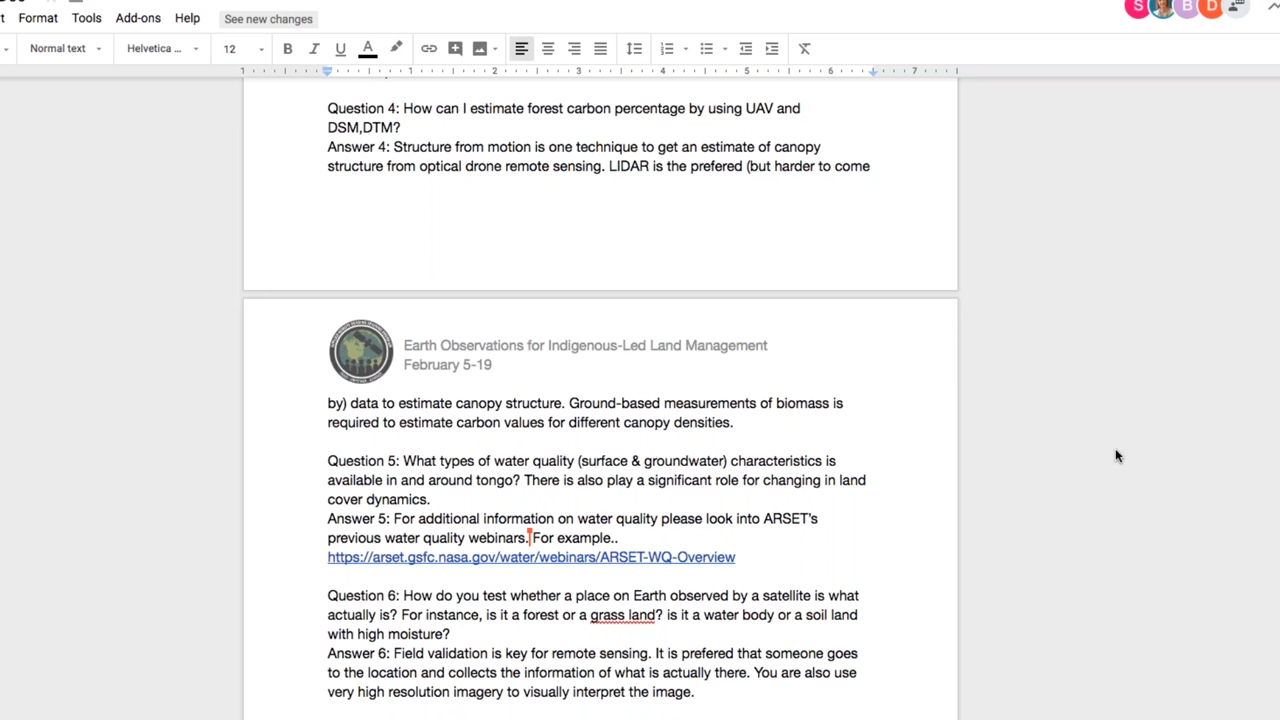 Format Tools Add-ons Help See new changes
S B D
Normal text Helvetica ... 12 B I U A
1 1 2 3 4 5 6 7
Question 4: How can I estimate forest carbon percentage by using UAV and
DSM,DTM?
Answer 4: Structure from motion is one technique to get an estimate of canopy
structure from optical drone remote sensing. LIDAR is the prefered (but harder to come
Earth Observations for Indigenous-Led Land Management
February 5-19
by) data to estimate canopy structure. Ground-based measurements of biomass is
required to estimate carbon values for different canopy densities.
Question 5: What types of water quality (surface & groundwater) characteristics is
available in and around tongo? There is also play a significant role for changing in land
cover dynamics.
Answer 5: For additional information on water quality please look into ARSET's
previous water quality webinars. For example..
https://arset.gsfc.nasa.gov/water/webinars/ARSET-WQ-Overview
Question 6: How do you test whether a place on Earth observed by a satellite is what
actually is? For instance, is it a forest or a grass land? is it a water body or a soil land
with high moisture?
Answer 6: Field validation is key for remote sensing. It is prefered that someone goes
to the location and collects the information of what is actually there. You are also use
very high resolution imagery to visually interpret the image.